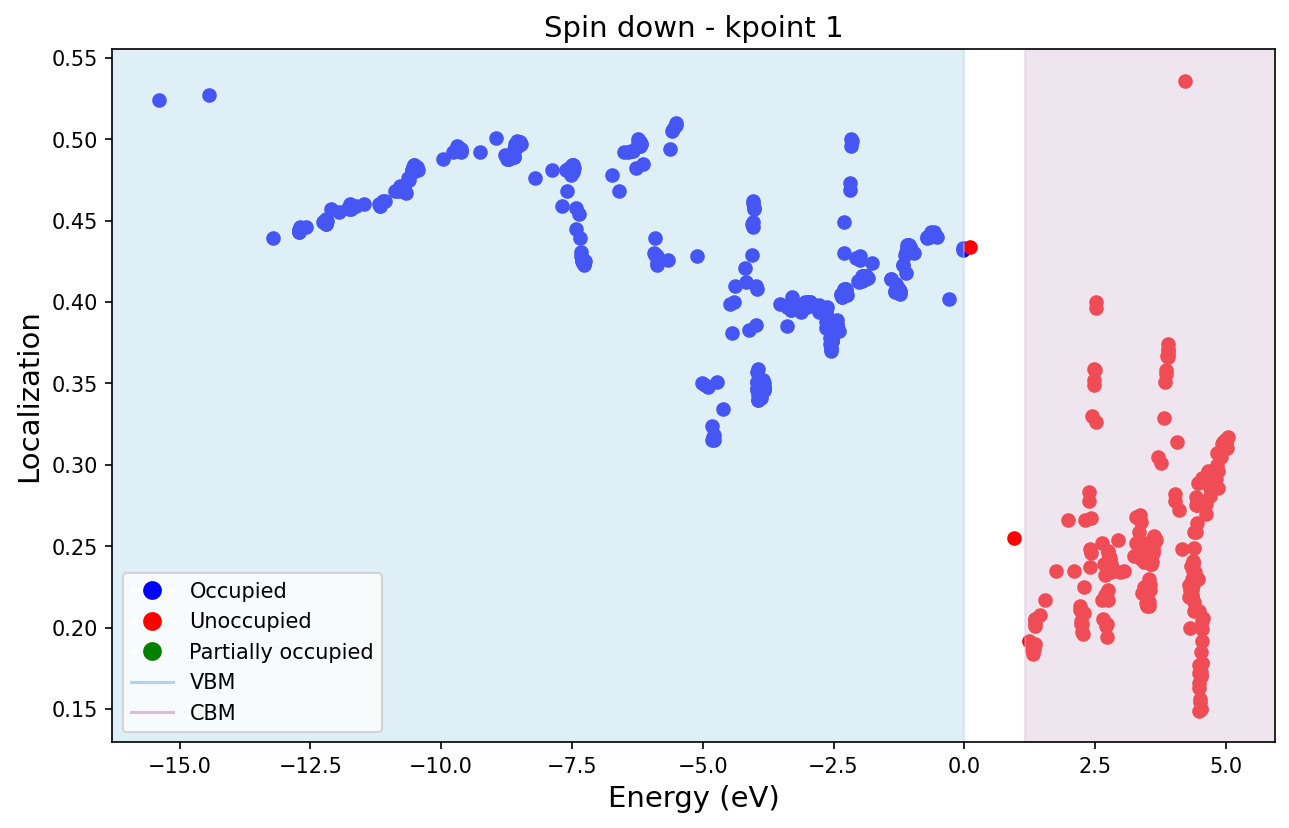 Spin down - kpoint 1
0.55
0.50
0.45
0.40
0.35
0.30
0.25
0.20
0.15
Localization
Occupied
Unoccupied
Partially occupied
VBM
CBM
−15.0 −12.5 −10.0 −7.5 −5.0 −2.5 0.0 2.5 5.0
Energy (eV)